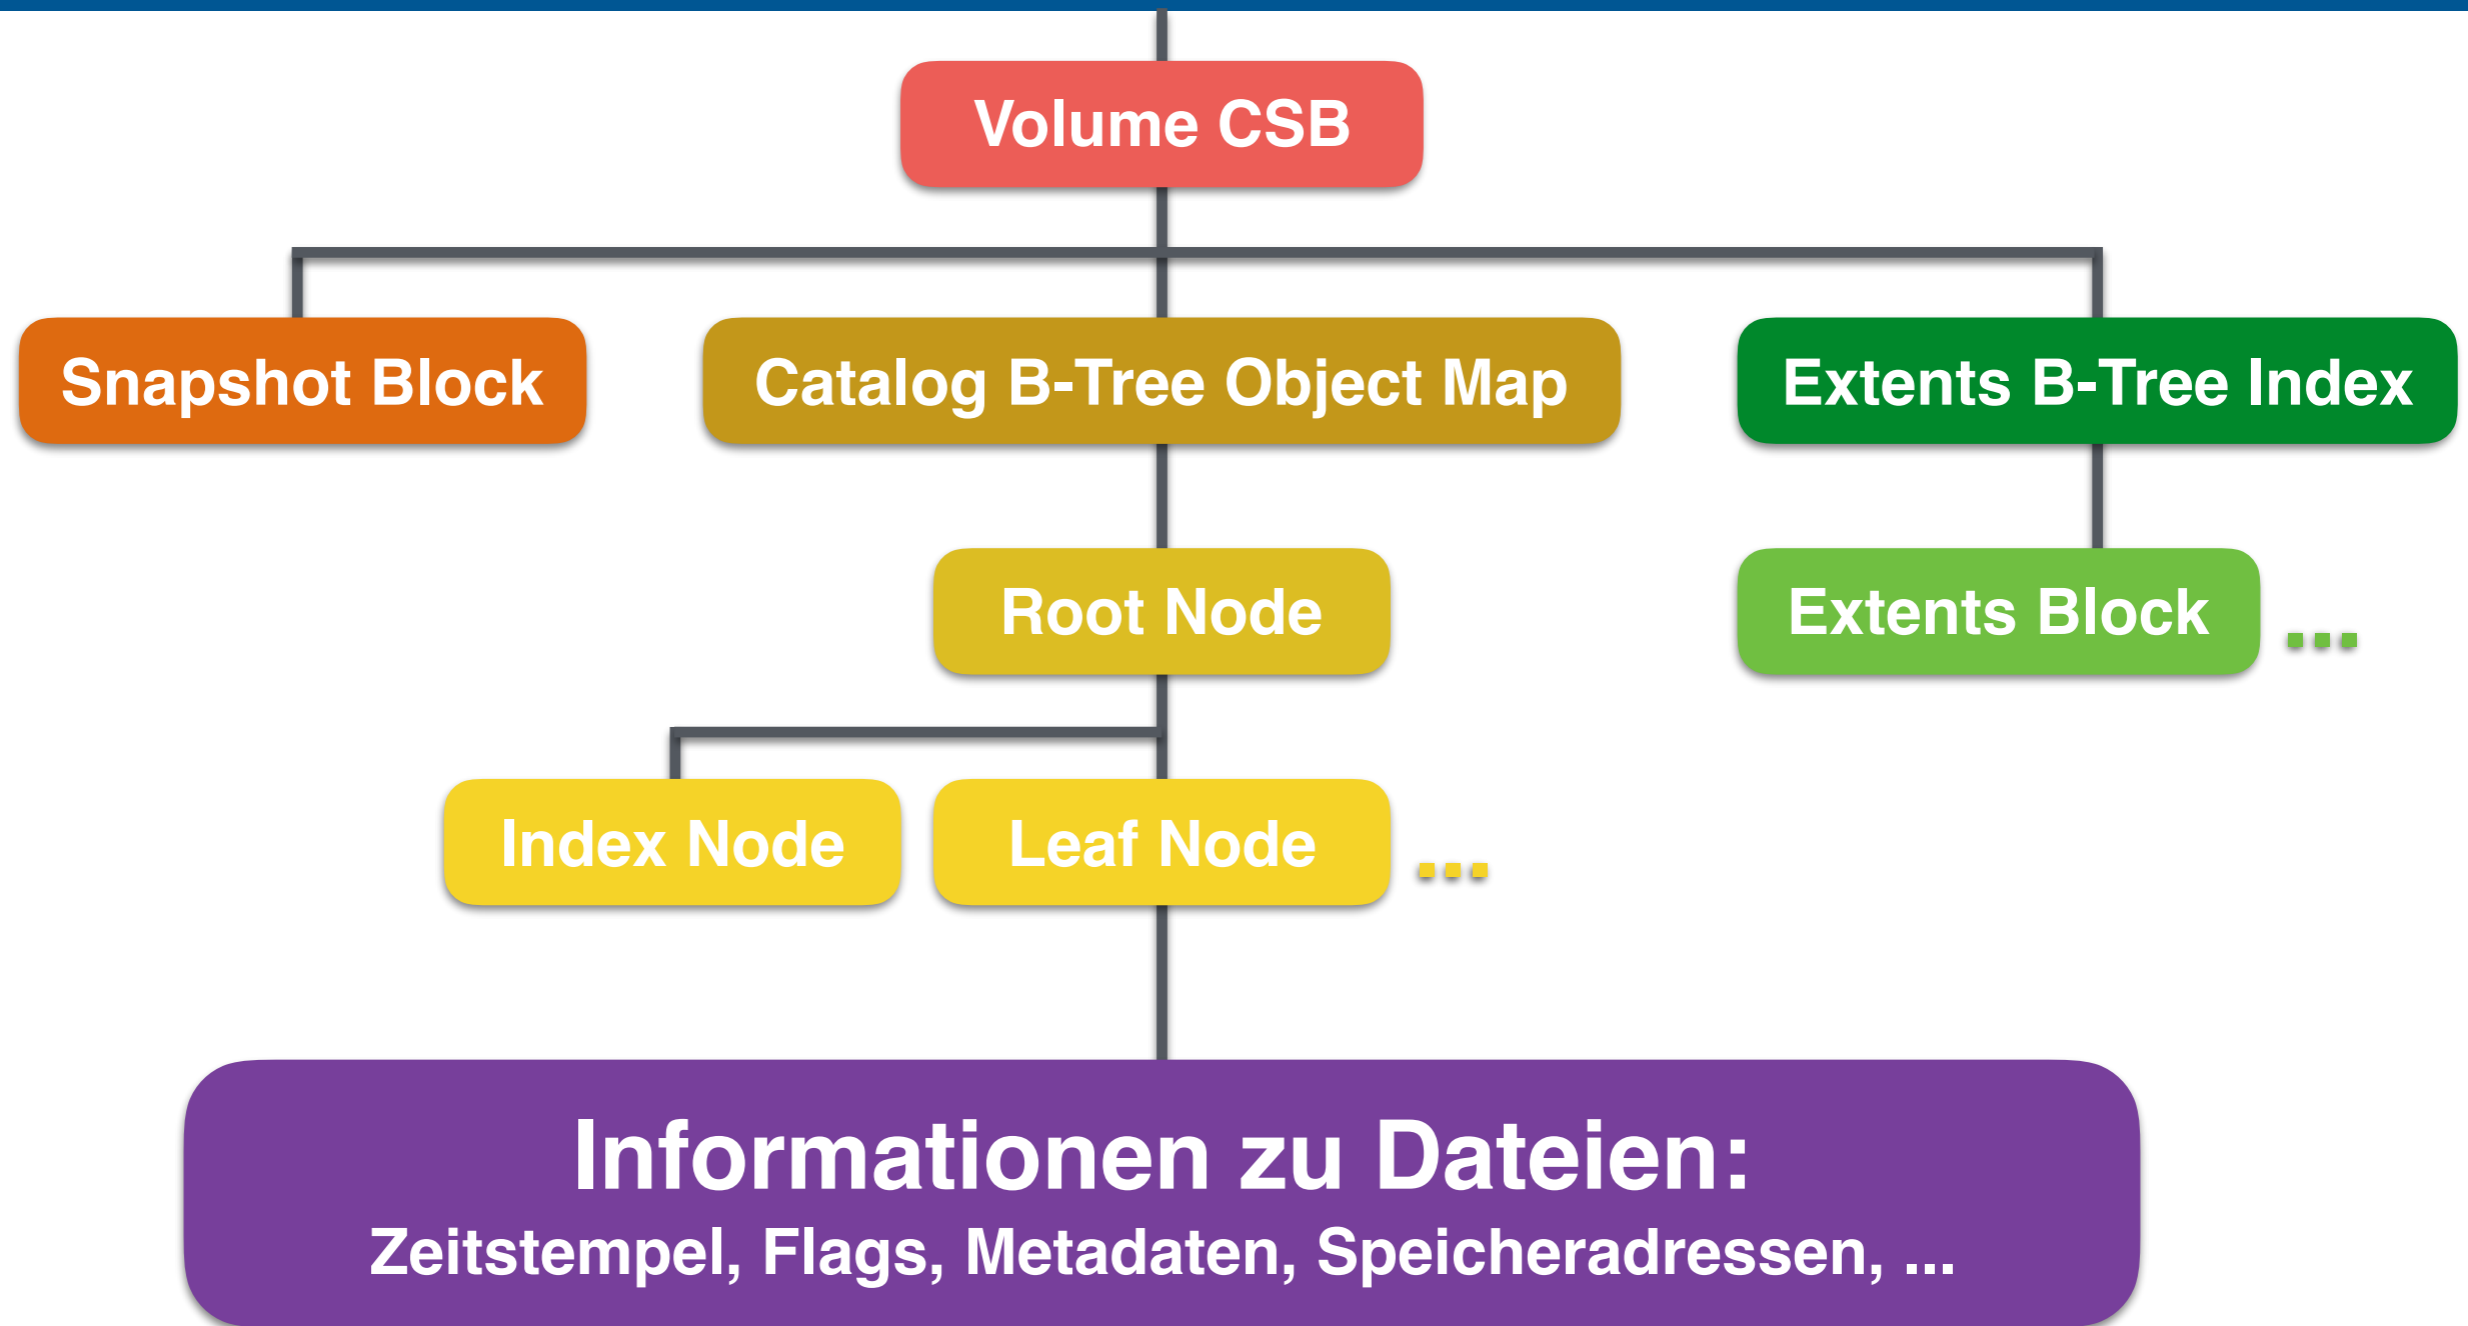 Volume CSB
Snapshot Block
Catalog B-Tree Object Map
Extents B-Tree Index
Root Node
Extents Block
...
Index Node
Leaf Node
...
Informationen zu Dateien:
Zeitstempel, Flags, Metadaten, Speicheradressen, ...